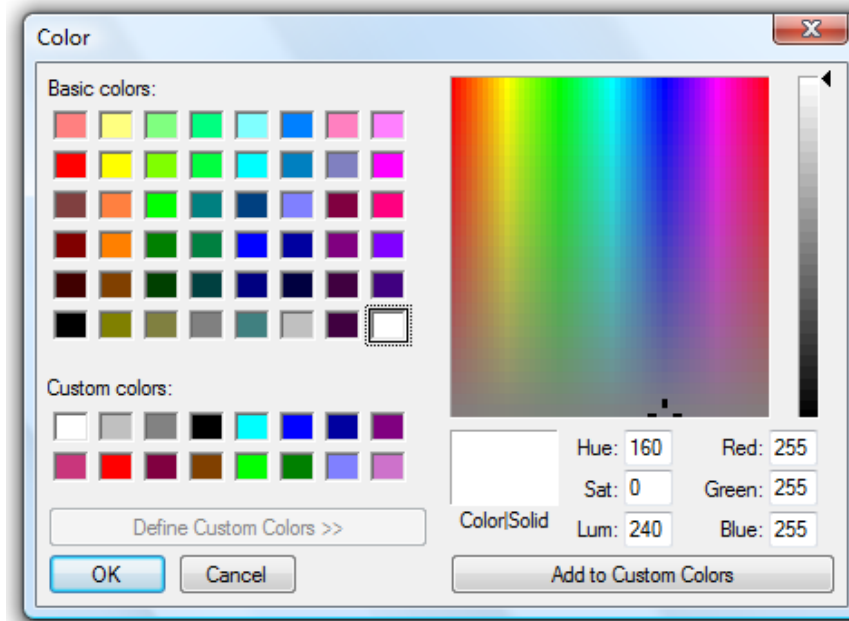 Color
Basic colors:
Custom colors:
Define Custom Colors >>
OK Cancel
Color|Solid
Hue: 160 Red: 255
Sat: 0 Green: 255
Lum: 240 Blue: 255
Add to Custom Colors